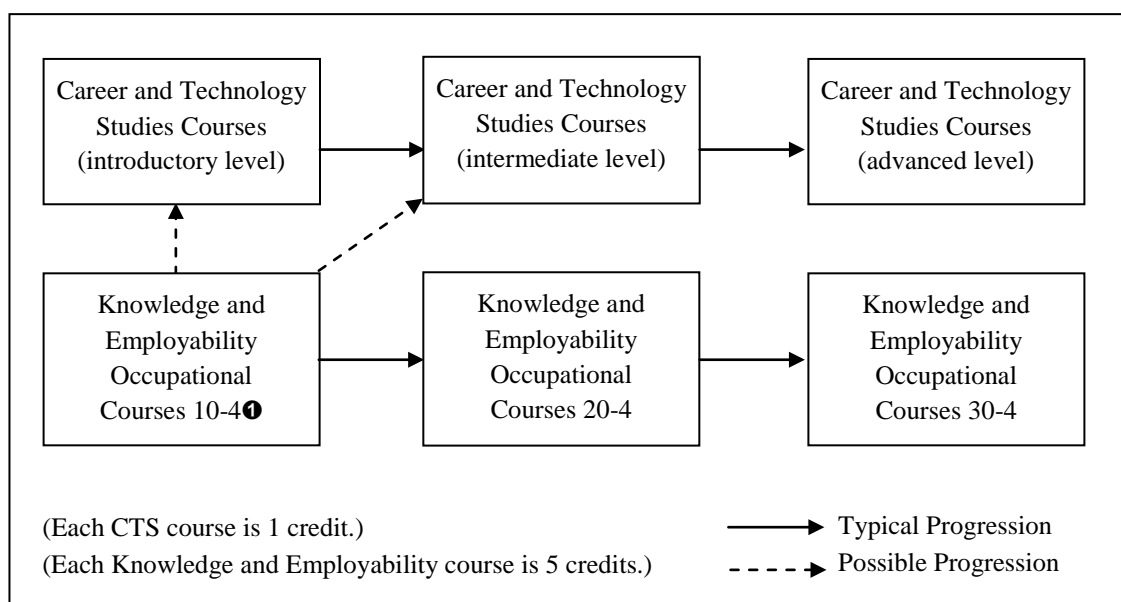 Career and Technology
Studies Courses
(introductory level)
Career and Technology
Studies Courses
(intermediate level)
Career and Technology
Studies Courses
(advanced level)
Knowledge and
Employability
Occupational
Courses 10-4❶
Knowledge and
Employability
Occupational
Courses 20-4
Knowledge and
Employability
Occupational
Courses 30-4
(Each CTS course is 1 credit.)
(Each Knowledge and Employability course is 5 credits.)
Typical Progression
Possible Progression